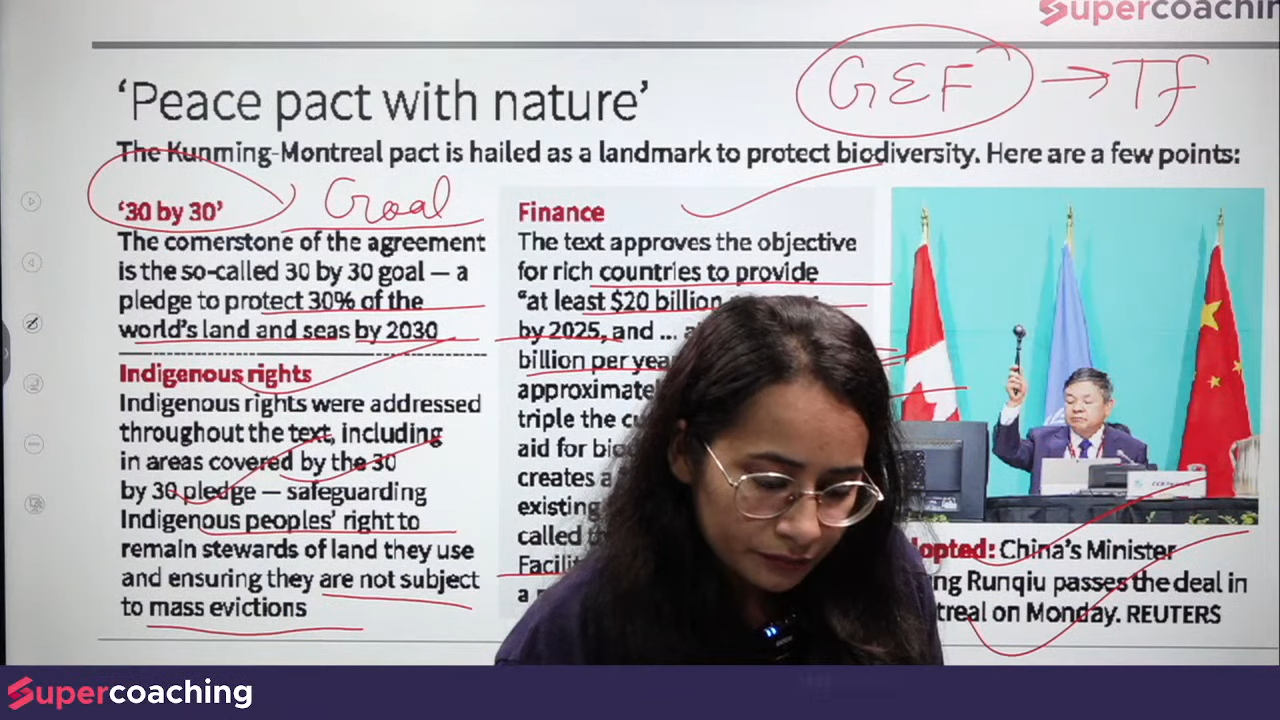 Supercoachin
GEF → Tf
'Peace pact with nature'
The Kunming-Montreal pact is hailed as a landmark to protect biodiversity. Here are a few points:
'30 by 30'
Goal
The cornerstone of the agreement
is the so-called 30 by 30 goal — a
pledge to protect 30% of the
world's land and seas by 2030
Indigenous rights
Indigenous rights were addressed
throughout the text, including
in areas covered by the 30
by 30 pledge — safeguarding
Indigenous peoples' right to
remain stewards of land they use
and ensuring they are not subject
to mass evictions
Finance
The text approves the objective
for rich countries to provide
"at least $20 billion
by 2025, and ...
billion per yea
approximate
triple the cu
aid for bio
creates a
existing
called t
Facili
a
opted: China's Minister
ng Runqiu passes the deal in
treal on Monday. REUTERS
Supercoaching